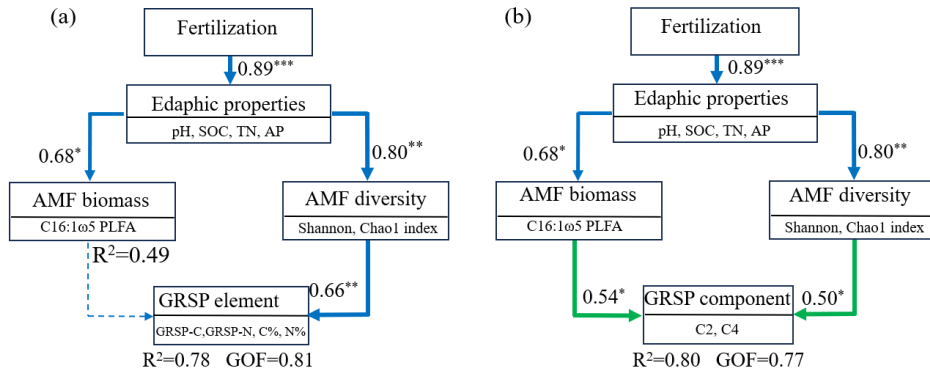 (a)
Fertilization
0.89***
Edaphic properties
pH, SOC, TN, AP
0.68*
0.80**
AMF biomass
C16:1ω5 PLFA
R²=0.49
AMF diversity
Shannon, Chao1 index
0.66**
GRSP element
GRSP-C,GRSP-N, C%, N%
R²=0.78 GOF=0.81
(b)
Fertilization
0.89***
Edaphic properties
pH, SOC, TN, AP
0.68*
0.80**
AMF biomass
C16:1ω5 PLFA
AMF diversity
Shannon, Chao1 index
0.54*
0.50*
GRSP component
C2, C4
R²=0.80 GOF=0.77